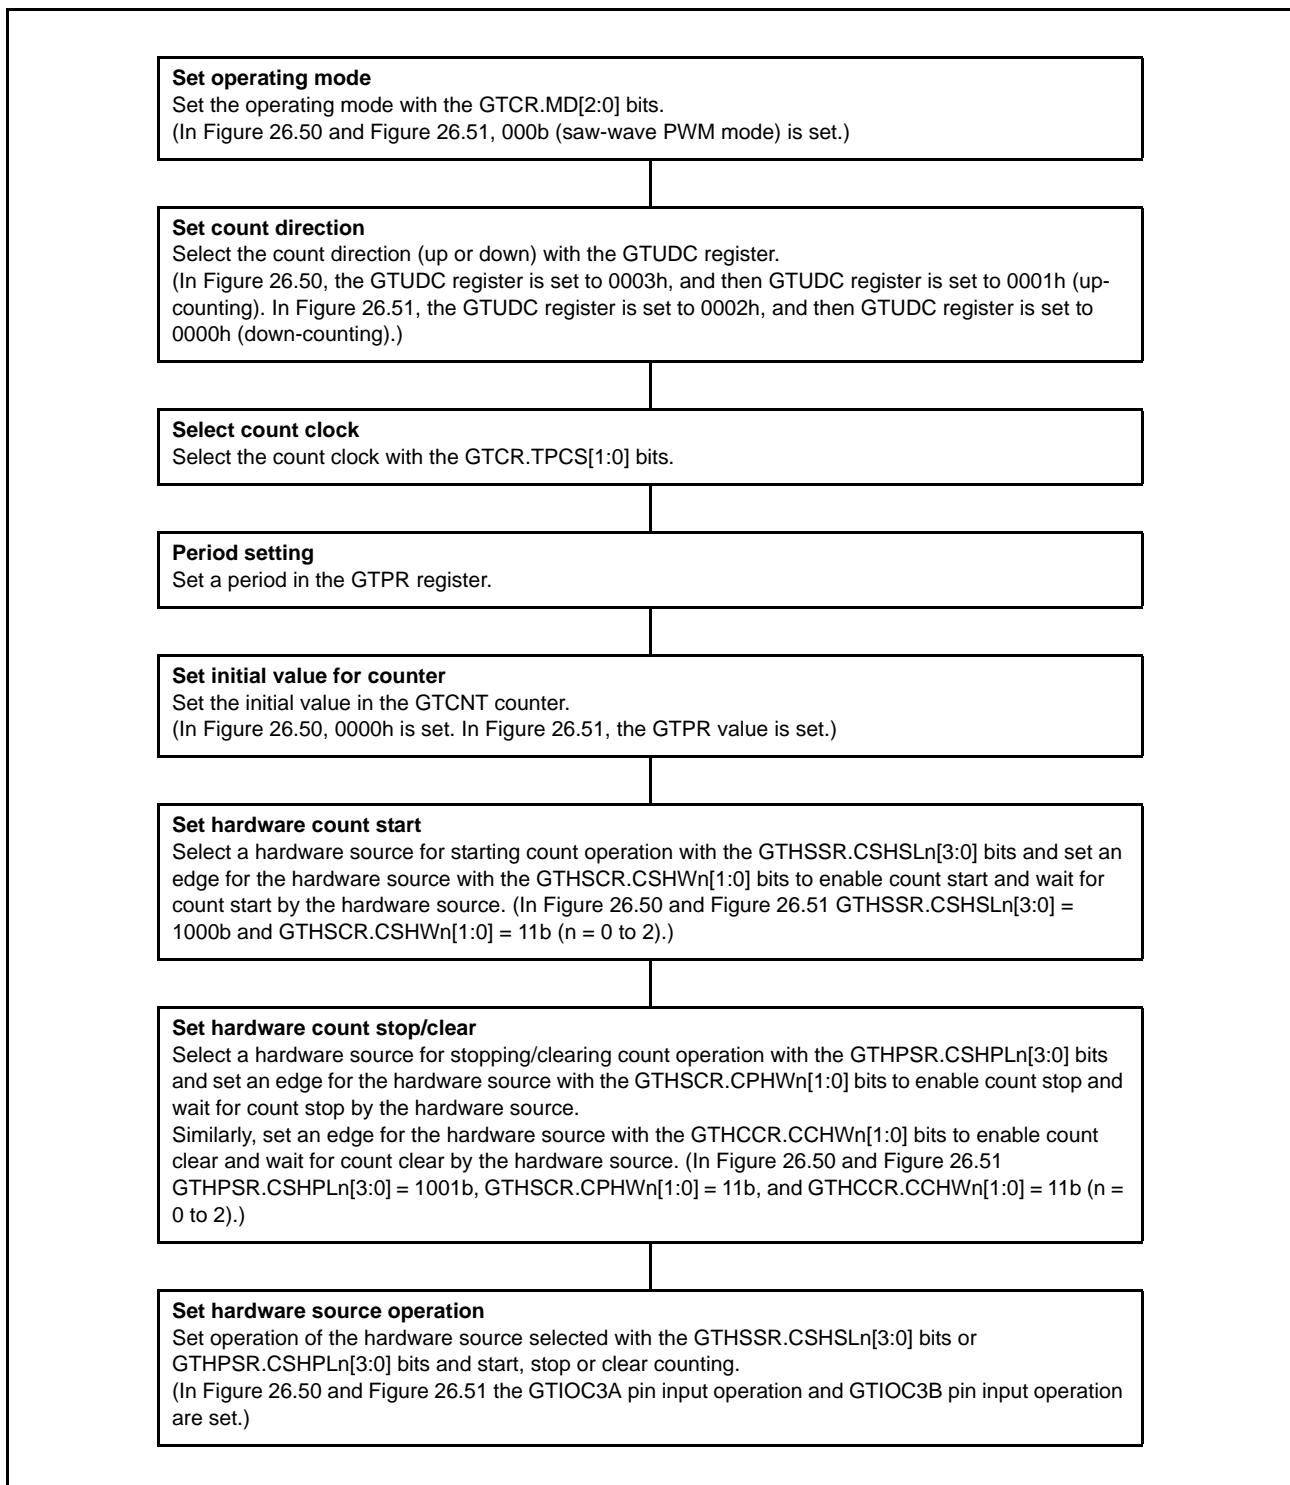 Set operating mode
Set the operating mode with the GTCR.MD[2:0] bits.
(In Figure 26.50 and Figure 26.51, 000b (saw-wave PWM mode) is set.)
Set count direction
Select the count direction (up or down) with the GTUDC register.
(In Figure 26.50, the GTUDC register is set to 0003h, and then GTUDC register is set to 0001h (up-
counting). In Figure 26.51, the GTUDC register is set to 0002h, and then GTUDC register is set to
0000h (down-counting).)
Select count clock
Select the count clock with the GTCR.TPCS[1:0] bits.
Period setting
Set a period in the GTPR register.
Set initial value for counter
Set the initial value in the GTCNT counter.
(In Figure 26.50, 0000h is set. In Figure 26.51, the GTPR value is set.)
Set hardware count start
Select a hardware source for starting count operation with the GTHSSR.CSHSLn[3:0] bits and set an
edge for the hardware source with the GTHSCR.CSHWn[1:0] bits to enable count start and wait for
count start by the hardware source. (In Figure 26.50 and Figure 26.51 GTHSSR.CSHSLn[3:0] =
1000b and GTHSCR.CSHWn[1:0] = 11b (n = 0 to 2).)
Set hardware count stop/clear
Select a hardware source for stopping/clearing count operation with the GTHPSR.CSHPLn[3:0] bits
and set an edge for the hardware source with the GTHSCR.CPHWn[1:0] bits to enable count stop and
wait for count stop by the hardware source.
Similarly, set an edge for the hardware source with the GTHCCR.CCHWn[1:0] bits to enable count
clear and wait for count clear by the hardware source. (In Figure 26.50 and Figure 26.51
GTHPSR.CSHPLn[3:0] = 1001b, GTHSCR.CPHWn[1:0] = 11b, and GTHCCR.CCHWn[1:0] = 11b (n =
0 to 2).)
Set hardware source operation
Set operation of the hardware source selected with the GTHSSR.CSHSLn[3:0] bits or
GTHPSR.CSHPLn[3:0] bits and start, stop or clear counting.
(In Figure 26.50 and Figure 26.51 the GTIOC3A pin input operation and GTIOC3B pin input operation
are set.)